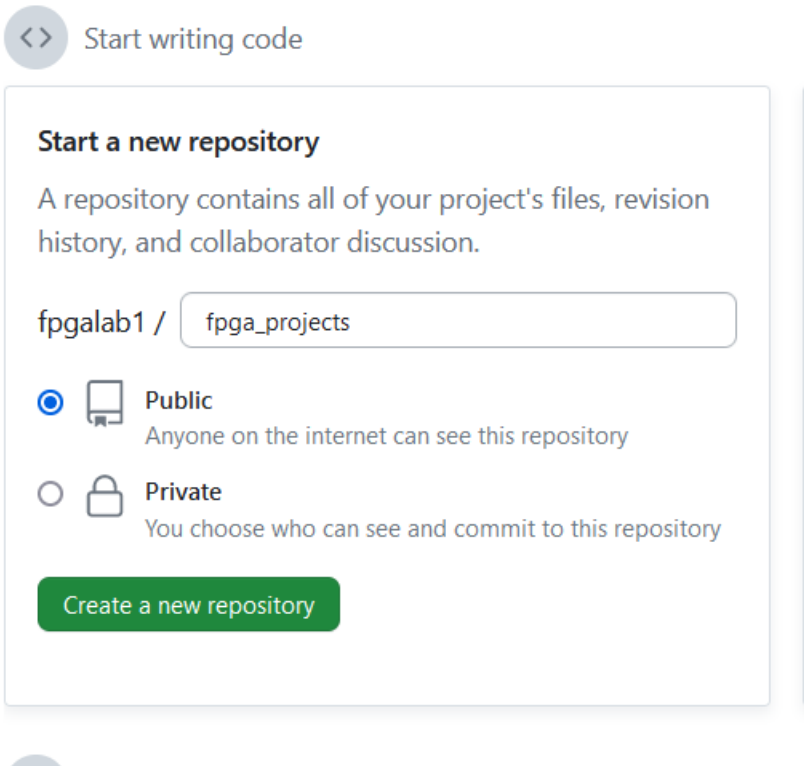 <> Start writing code
Start a new repository
A repository contains all of your project's files, revision
history, and collaborator discussion.
fpgalab1 / fpga_projects
Public
Anyone on the internet can see this repository
Private
You choose who can see and commit to this repository
Create a new repository